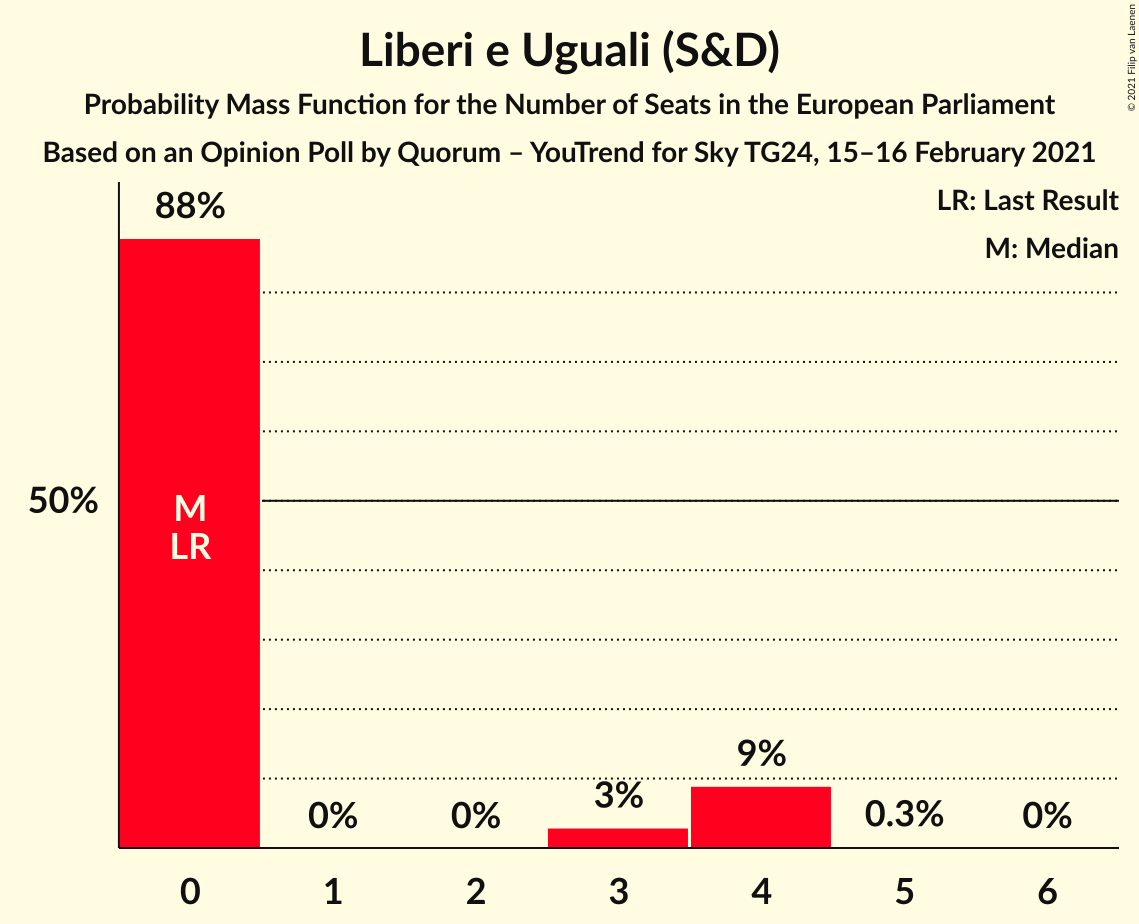 Liberi e Uguali (S&D)
Probability Mass Function for the Number of Seats in the European Parliament
Based on an Opinion Poll by Quorum – YouTrend for Sky TG24, 15–16 February 2021
© 2021 Filip van Laenen
LR: Last Result
M: Median
88%
50%
M
LR
0%
0%
3%
9%
0.3%
0%
0
1
2
3
4
5
6